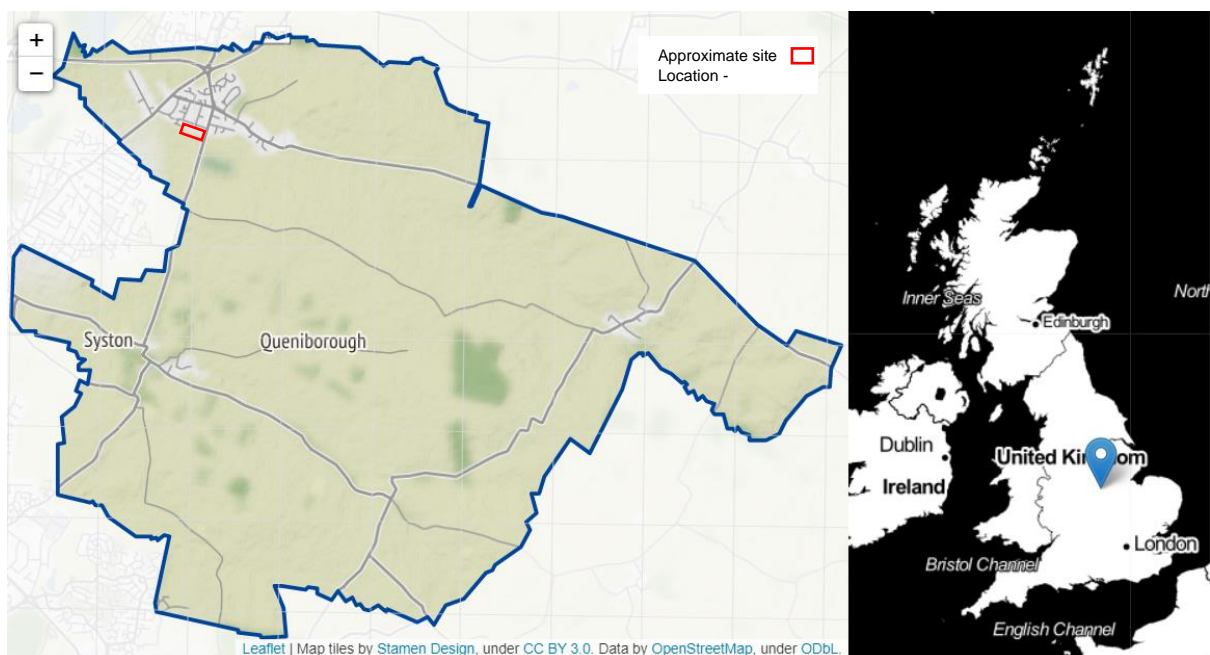 +
−
Approximate site
Location -
Syston
Queniborough
Leaflet | Map tiles by Stamen Design, under CC BY 3.0. Data by OpenStreetMap, under ODbL.
Inner Seas
North
Edinburgh
Dublin
United Kingdom
Ireland
London
Bristol Channel
English Channel